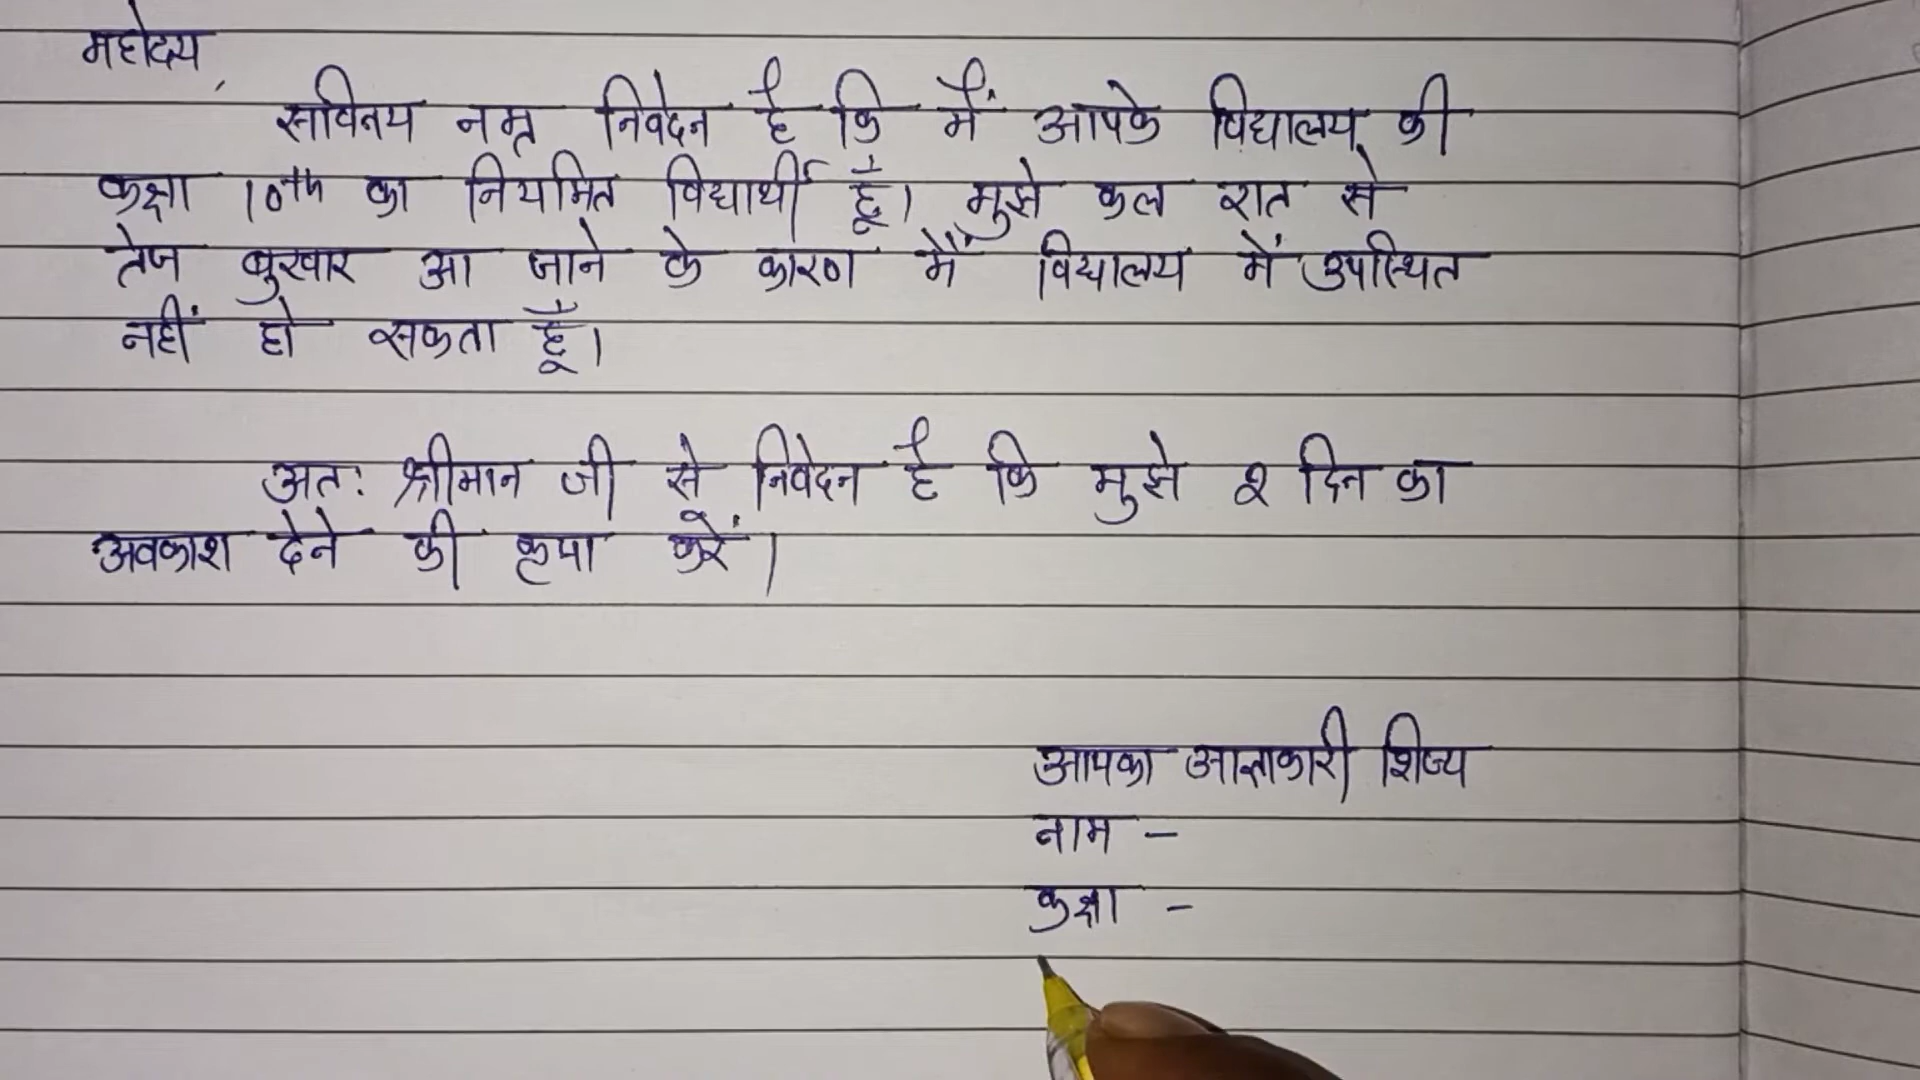 महोदय,
सविनय नम्र निवेदन है कि मैं आपके विद्यालय की
कक्षा 10th का नियमित विद्यार्थी हूँ। मुझे कल रात से
तेज बुखार आ जाने के कारण मैं विद्यालय में उपस्थित
नहीं हो सकता हूँ।
अतः श्रीमान जी से निवेदन है कि मुझे 2 दिन का
अवकाश देने की कृपा करें।
आपका आज्ञाकारी शिष्य
नाम -
कक्षा -